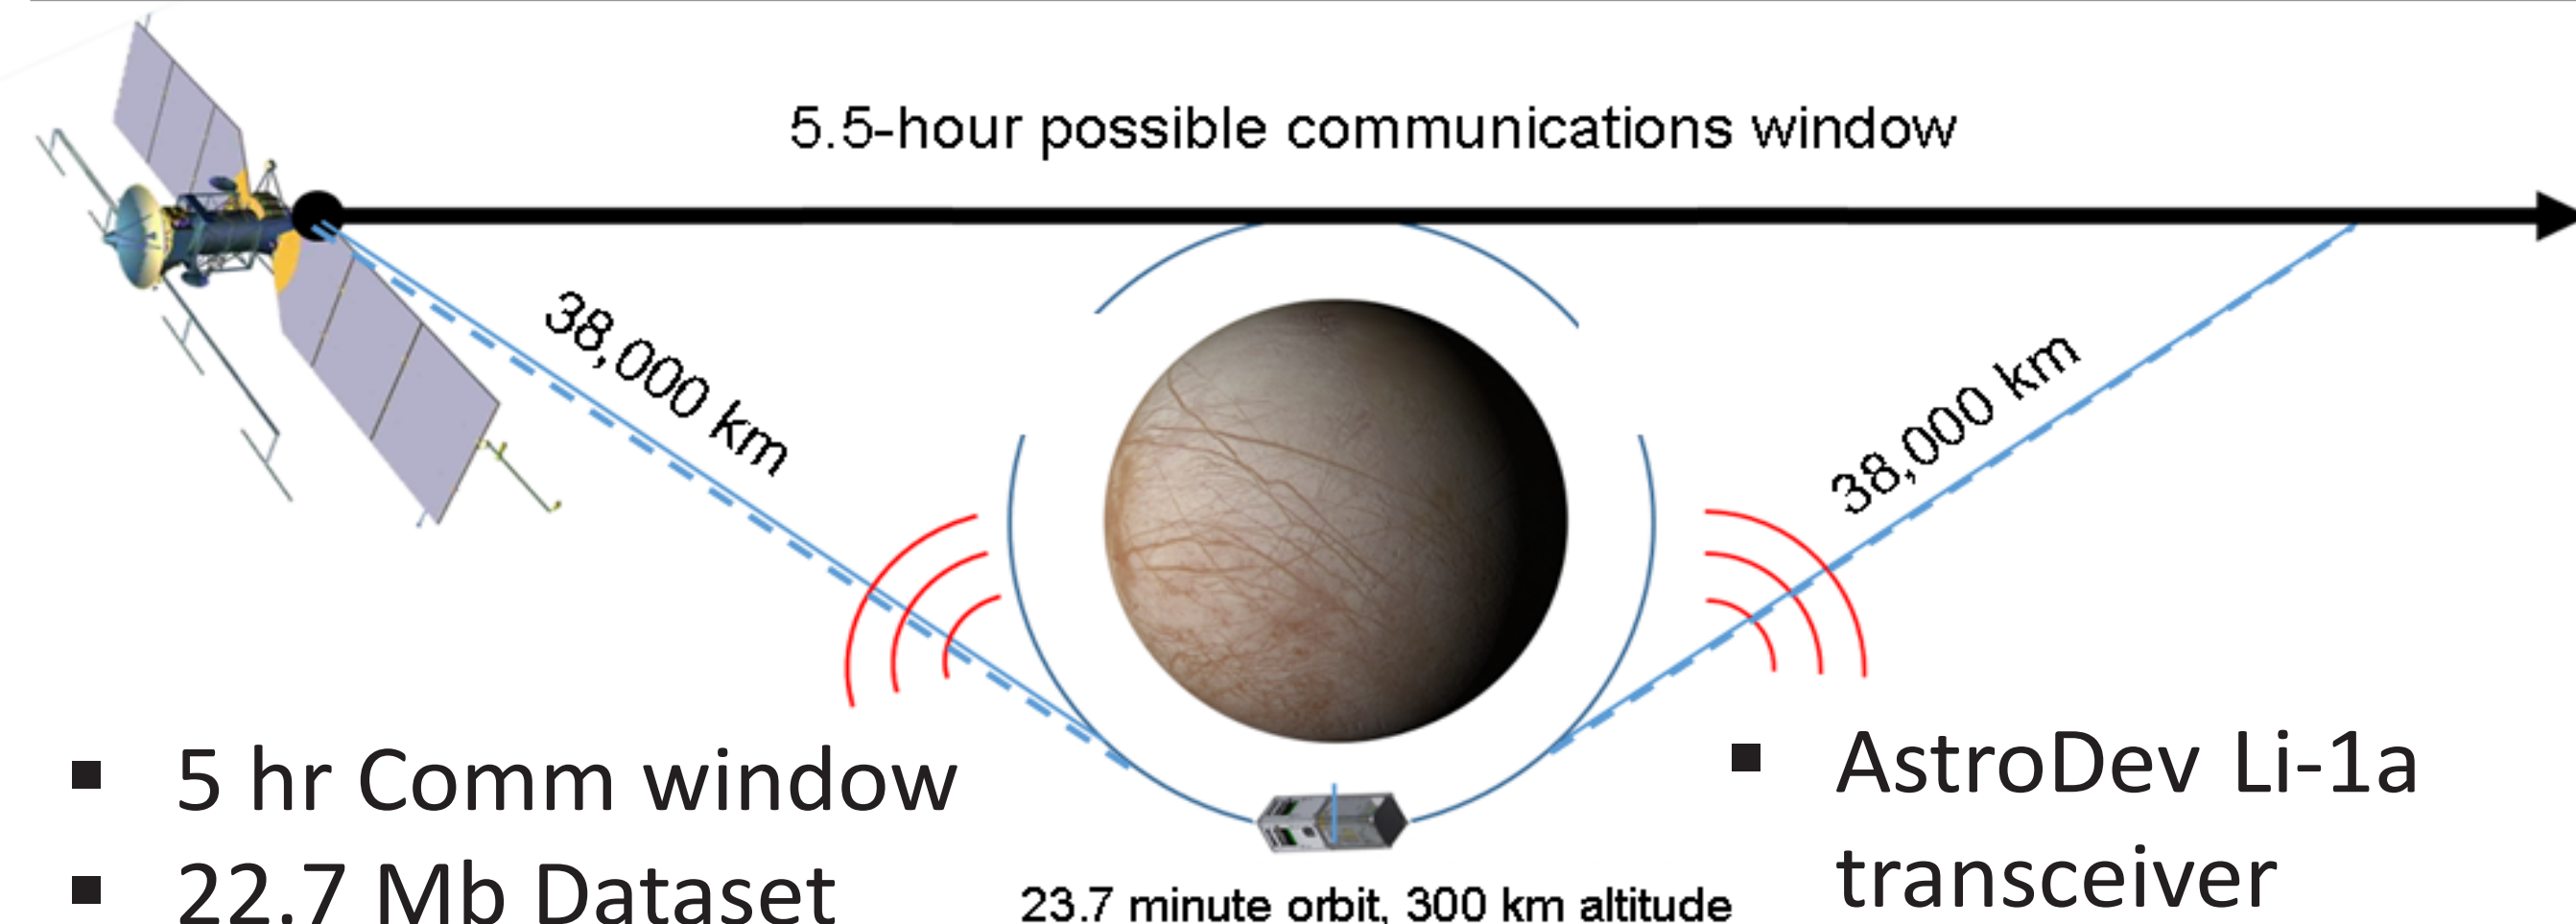 5.5-hour possible communications window
38,000 km
38,000 km
▪ 5 hr Comm window
▪ 22.7 Mb Dataset
23.7 minute orbit, 300 km altitude
▪ AstroDev Li-1a
transceiver